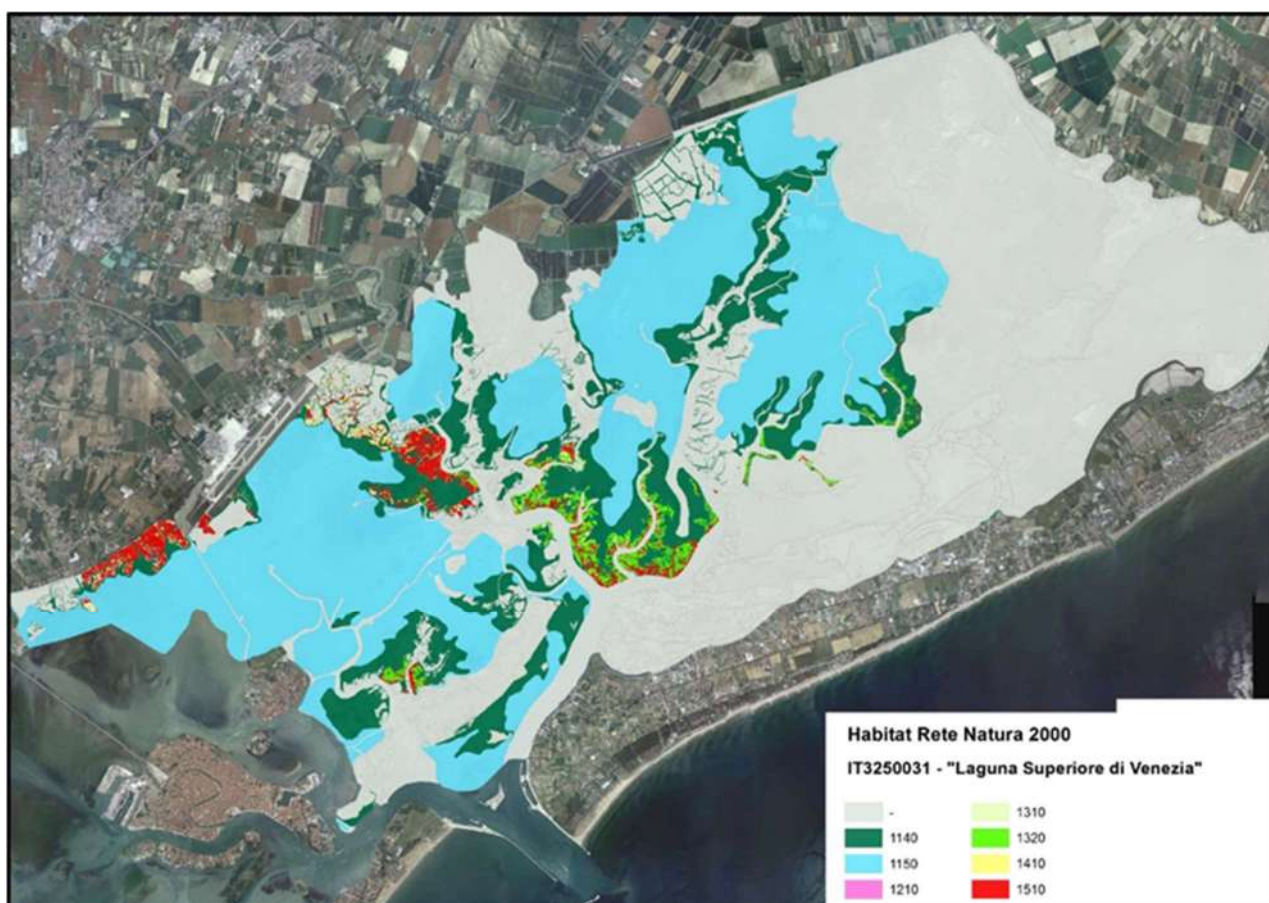 Habitat Rete Natura 2000
IT3250031 - "Laguna Superiore di Venezia"
- 1310
1140 1320
1150 1410
1210 1510